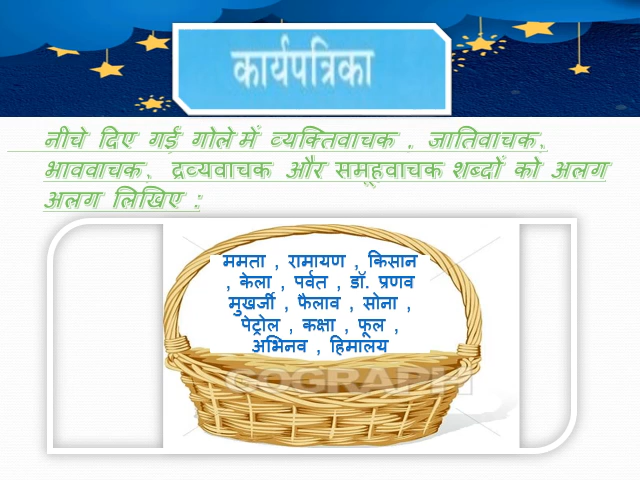 कार्यपत्रिका
नीचे दिए गई गोले में व्यक्तिवाचक , जातिवाचक,
भाववाचक, द्रव्यवाचक और समूहवाचक शब्दों को अलग
अलग लिखिए :
ममता , रामायण , किसान
, केला , पर्वत , डॉ. प्रणव
मुखर्जी , फैलाव , सोना ,
पेट्रोल , कक्षा , फूल ,
अभिनव , हिमालय
GOGRAPH